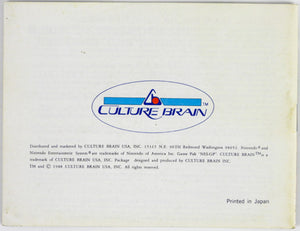 CULTURE BRAIN™
Distributed and marketed by CULTURE BRAIN USA, INC. 15315 N.E. 90TH Redmond Washington 98052. Nintendo® and
Nintendo Entertainment System® are trademarks of Nintendo of America Inc. Game Pak "NES-GP" CULTURE BRAIN™ is a
trademark of CULTURE BRAIN USA, INC. Package designed and produced by CULTURE BRAIN INC.
TM and © 1988 CULTURE BRAIN USA, INC. All rights reserved.
Printed in Japan